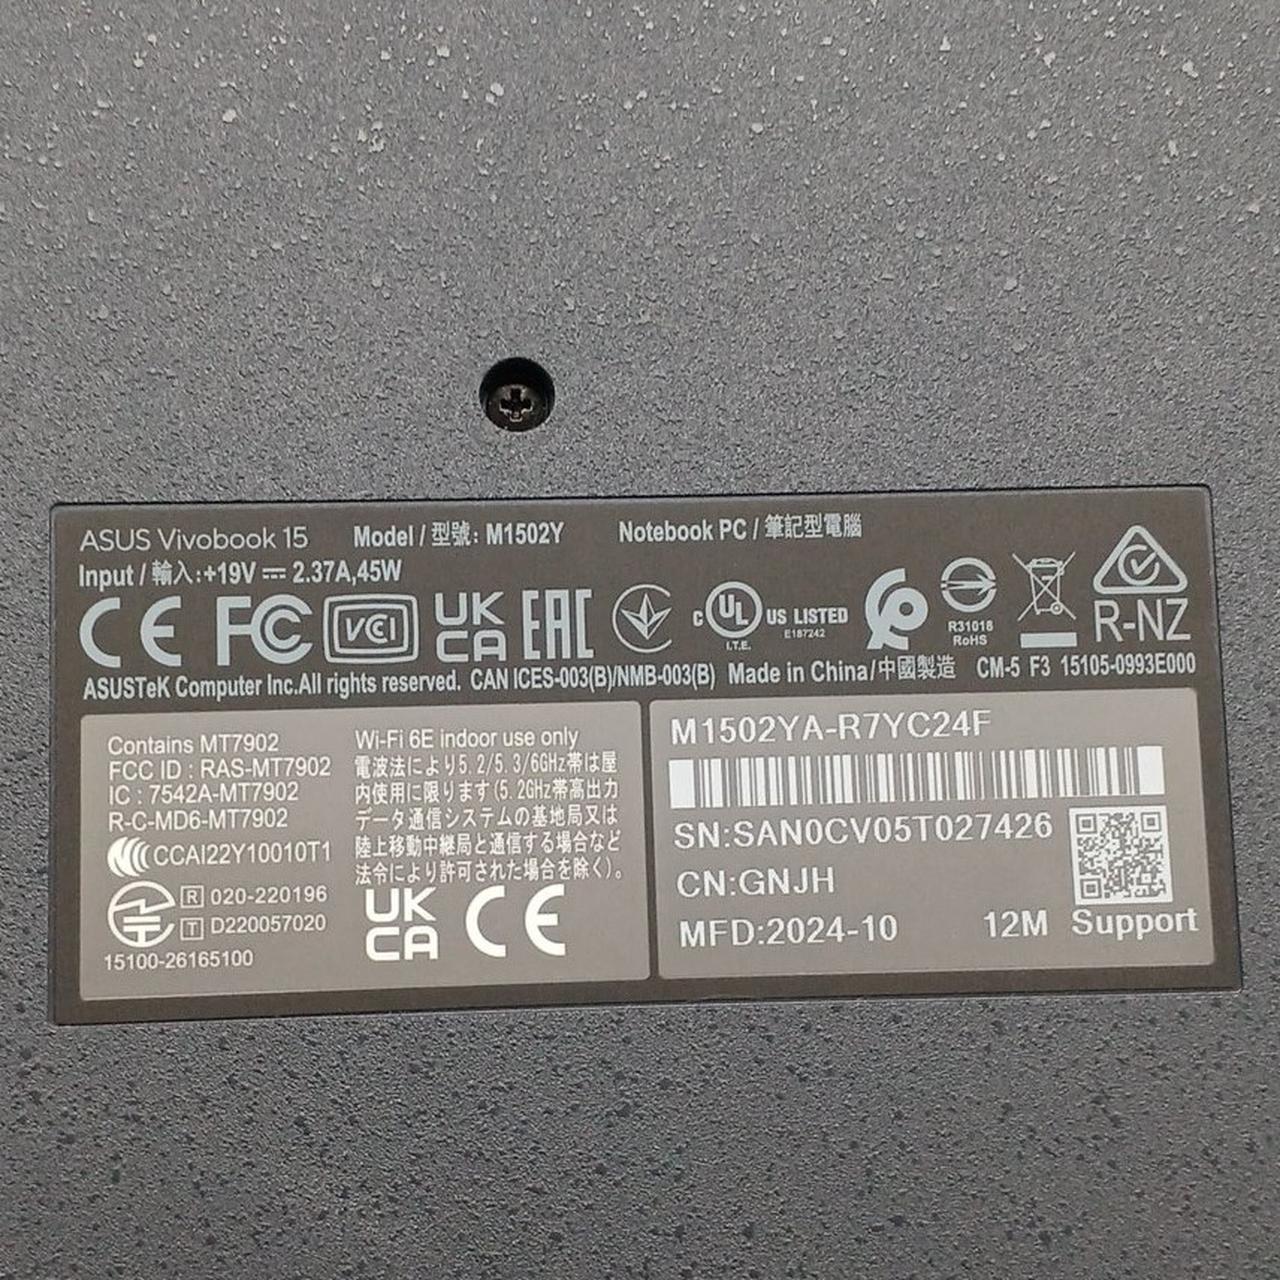 ASUS Vivobook 15 Model / 型號: M1502Y Notebook PC / 筆記型電腦
Input / 輸入:+19V ⎓ 2.37A,45W
CE FC VCCI UK CA EAC c UL US LISTED I.T.E. E187242 R31018 RoHS R-NZ
ASUSTeK Computer Inc.All rights reserved. CAN ICES-003(B)/NMB-003(B) Made in China/中國製造 CM-5 F3 15105-0993E000
Contains MT7902
FCC ID : RAS-MT7902
IC : 7542A-MT7902
R-C-MD6-MT7902
CCAI22Y10010T1
R 020-220196
T D220057020
15100-26165100
Wi-Fi 6E indoor use only
電波法により5.2/5.3/6GHz帯は屋
内使用に限ります(5.2GHz帯高出力
データ通信システムの基地局又は
陸上移動中継局と通信する場合など
法令により許可された場合を除く)。
UK CA CE
M1502YA-R7YC24F
SN:SAN0CV05T027426
CN:GNJH
MFD:2024-10 12M Support